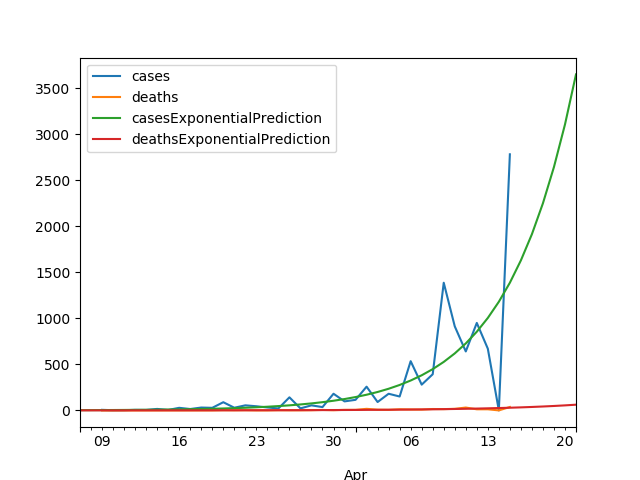 cases
deaths
casesExponentialPrediction
deathsExponentialPrediction
3500
3000
2500
2000
1500
1000
500
0
09 16 23 30 06 13 20
Apr